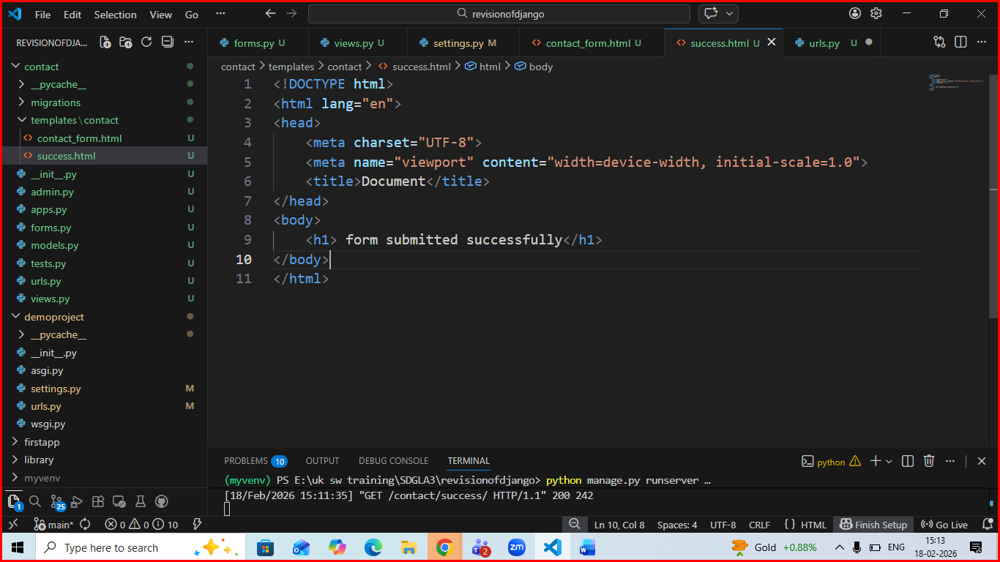 File Edit Selection View Go ··· revisionofdjango
REVISIONOFDJA... ···
forms.py U views.py U settings.py M contact_form.html U success.html U urls.py U ···
contact > templates > contact > success.html > html > body
contact
__pycache__
migrations
templates\contact
contact_form.html U
success.html U
__init__.py U
admin.py U
apps.py U
forms.py U
models.py U
tests.py U
urls.py U
views.py U
demoproject
__pycache__
__init__.py
asgi.py
settings.py M
urls.py M
wsgi.py
firstapp
library
myvenv
1 <!DOCTYPE html>
2 <html lang="en">
3 <head>
4 <meta charset="UTF-8">
5 <meta name="viewport" content="width=device-width, initial-scale=1.0">
6 <title>Document</title>
7 </head>
8 <body>
9 <h1> form submitted successfully</h1>
10 </body>
11 </html>
PROBLEMS 10 OUTPUT DEBUG CONSOLE TERMINAL python ···
(myvenv) PS E:\uk sw training\SDGLA3\revisionofdjango> python manage.py runserver …
[18/Feb/2026 15:11:35] "GET /contact/success/ HTTP/1.1" 200 242
1 25
main* 0 0 10 Ln 10, Col 8 Spaces: 4 UTF-8 CRLF {} HTML Finish Setup Go Live
Type here to search 2 zm Gold +0.88% ENG 15:13
18-02-2026